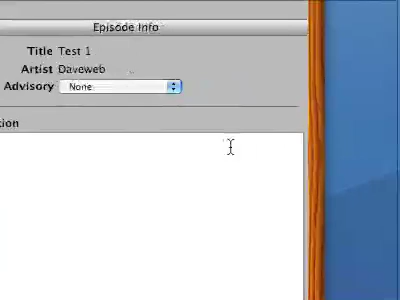 Episode Info
Title Test 1
Artist Daveweb
Advisory None
tion